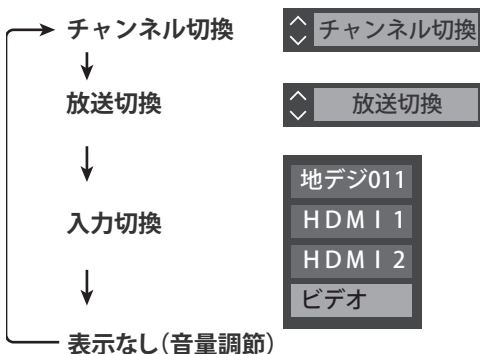 チャンネル切換
チャンネル切換
放送切換
放送切換
地デジ011
入力切換
HDMI1
HDMI2
ビデオ
表示なし（音量調節）